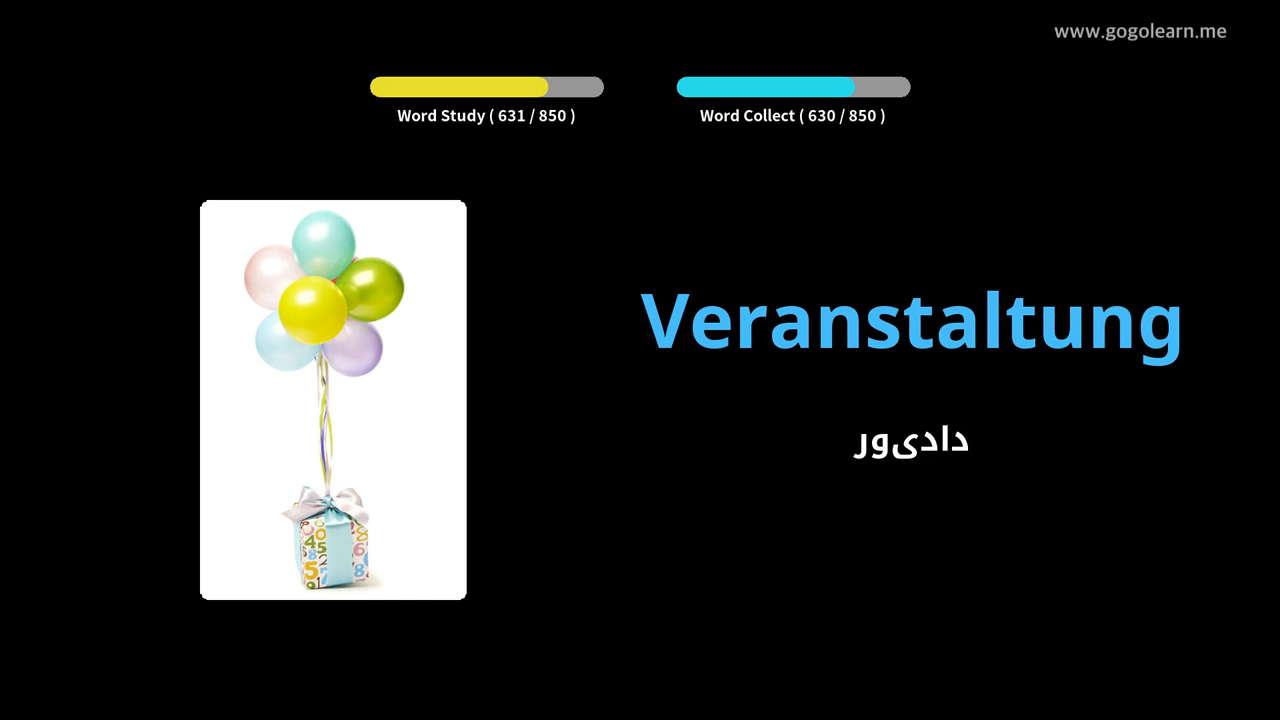 www.gogolearn.me
Word Study ( 631 / 850 )
Word Collect ( 630 / 850 )
Veranstaltung
دادی‌ور